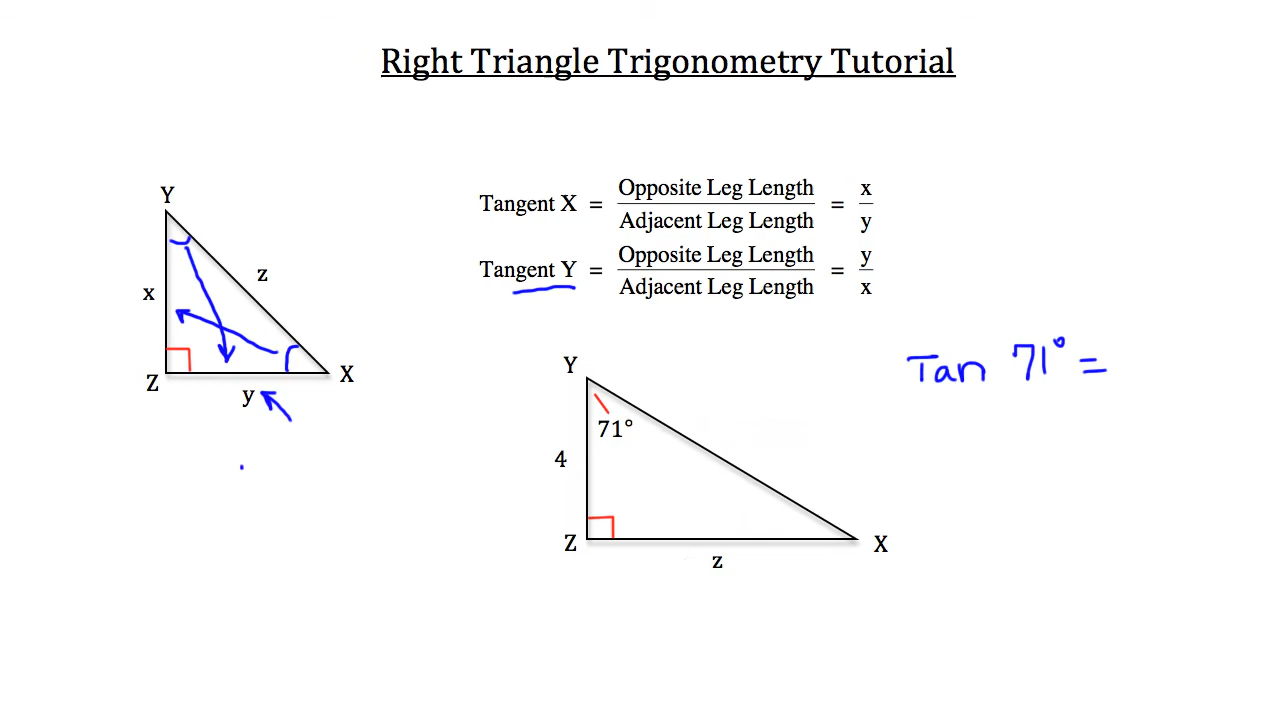 Right Triangle Trigonometry Tutorial
Y
x
z
Z
y
X
Tangent X = Opposite Leg Length / Adjacent Leg Length = x / y
Tangent Y = Opposite Leg Length / Adjacent Leg Length = y / x
Y
71°
4
Z
z
X
Tan 71° =